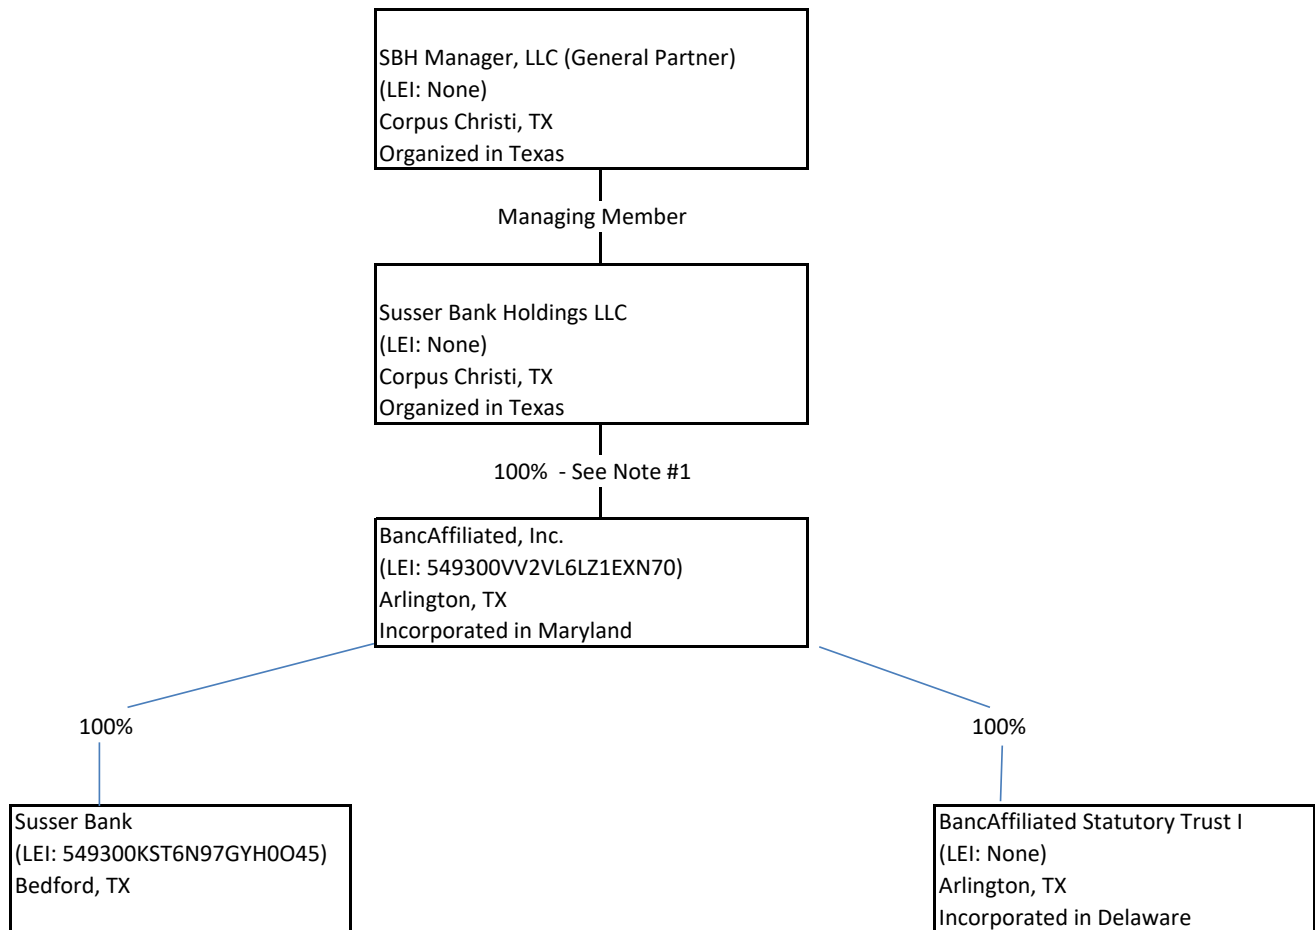 SBH Manager, LLC (General Partner)
(LEI: None)
Corpus Christi, TX
Organized in Texas
Managing Member
Susser Bank Holdings LLC
(LEI: None)
Corpus Christi, TX
Organized in Texas
100%  - See Note #1
BancAffiliated, Inc.
(LEI: 549300VV2VL6LZ1EXN70)
Arlington, TX
Incorporated in Maryland
100%
100%
Susser Bank
(LEI: 549300KST6N97GYH0O45)
Bedford, TX
BancAffiliated Statutory Trust I
(LEI: None)
Arlington, TX
Incorporated in Delaware